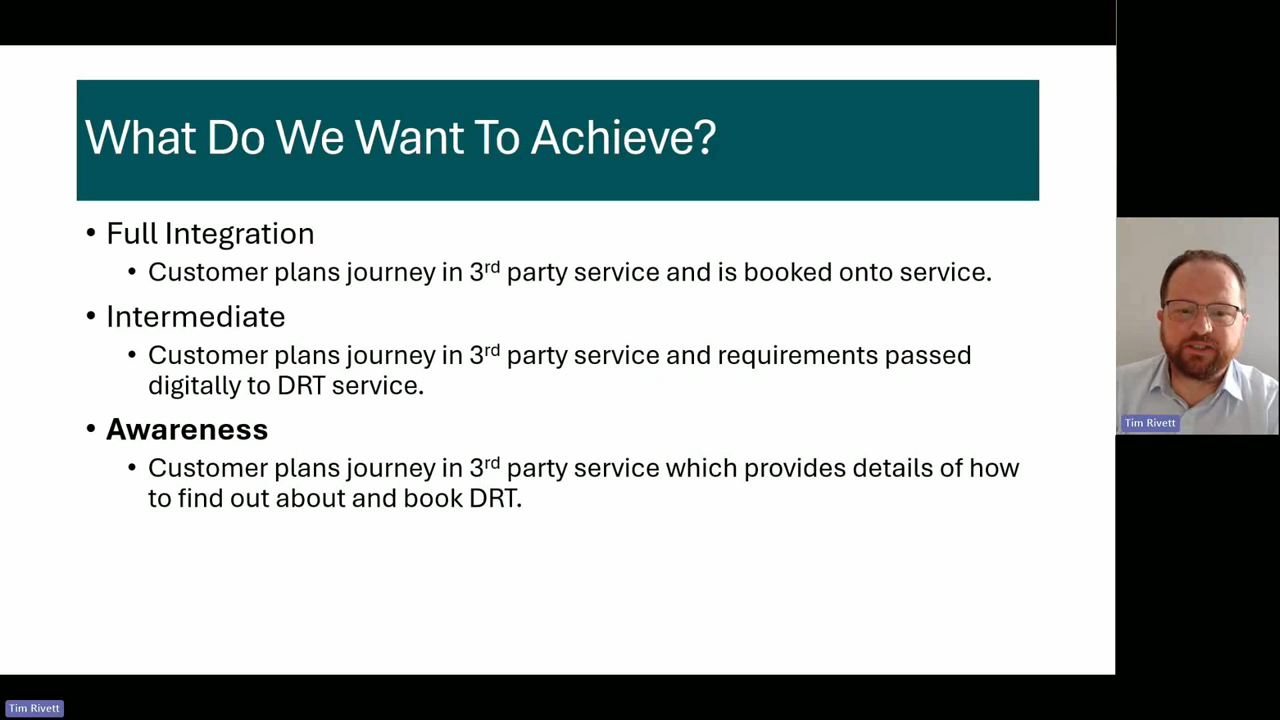 What Do We Want To Achieve?
• Full Integration
• Customer plans journey in 3rd party service and is booked onto service.
• Intermediate
• Customer plans journey in 3rd party service and requirements passed
digitally to DRT service.
• Awareness
• Customer plans journey in 3rd party service which provides details of how
to find out about and book DRT.
Tim Rivett
Tim Rivett